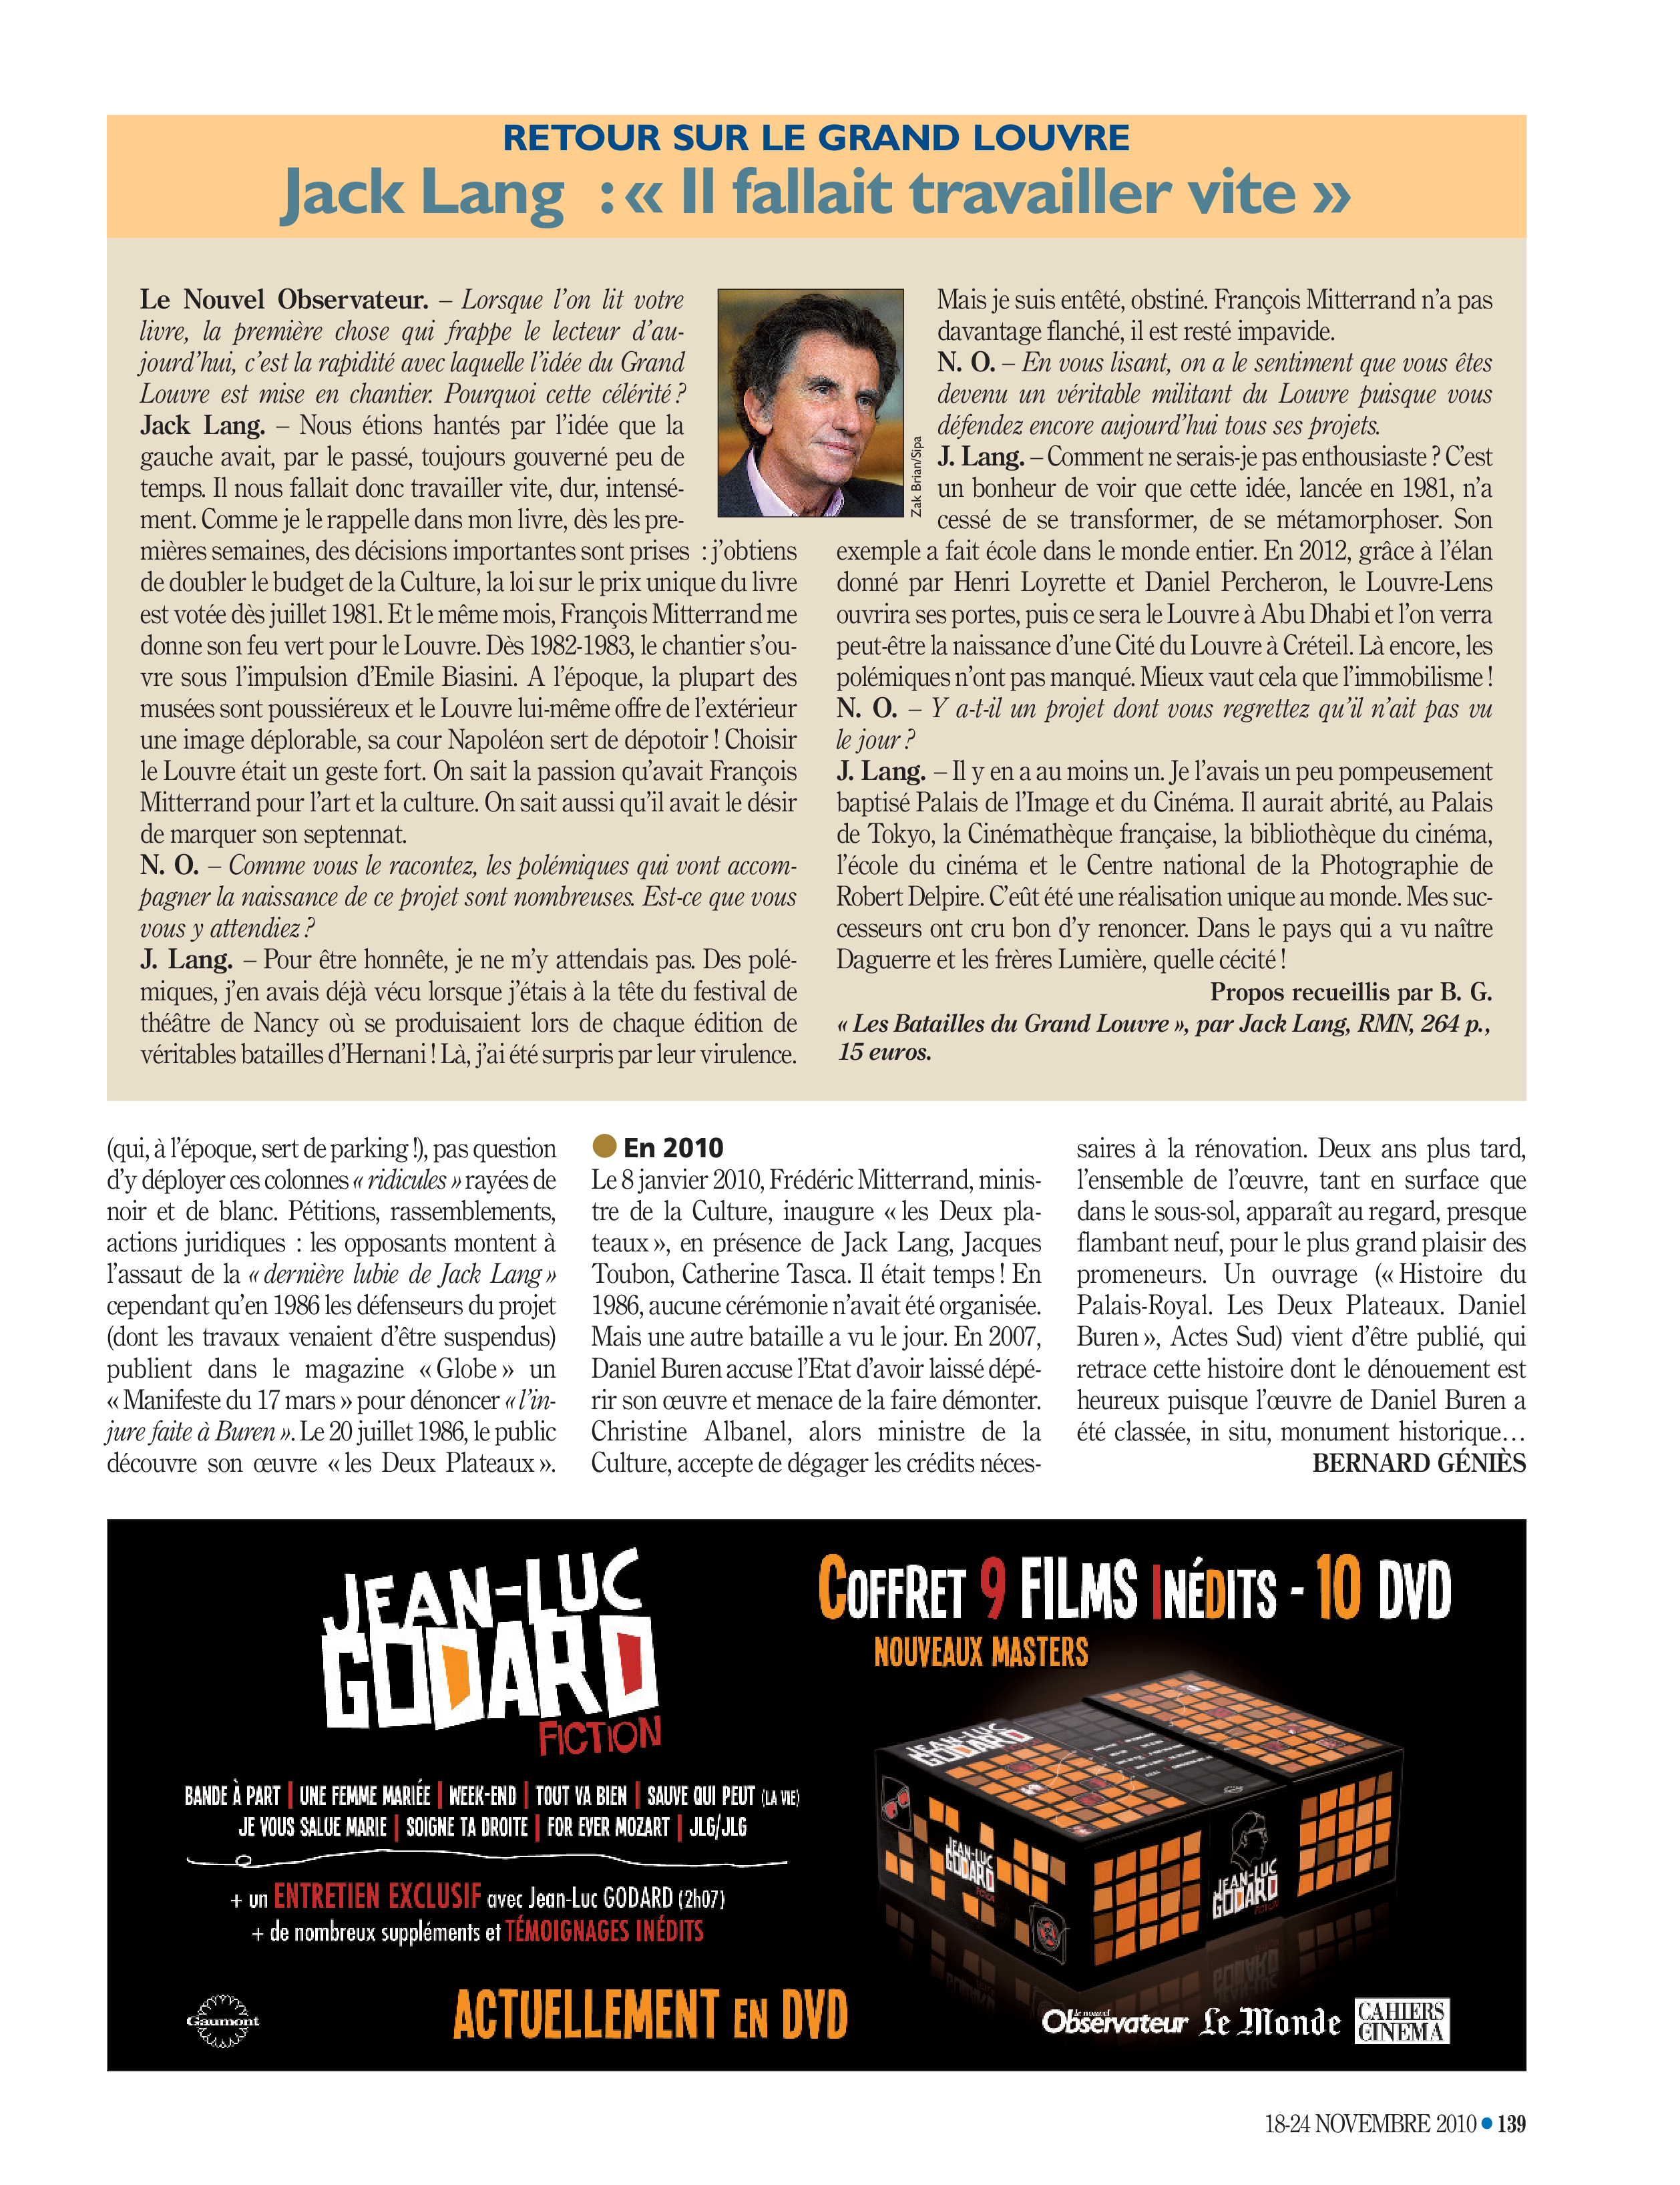 RETOUR SUR LE GRAND LOUVRE
Jack Lang : « Il fallait travailler vite »
Le Nouvel Observateur. – Lorsque l’on lit votre
livre, la première chose qui frappe le lecteur d’au-
jourd’hui, c’est la rapidité avec laquelle l’idée du Grand
Louvre est mise en chantier. Pourquoi cette célérité ?
Jack Lang. – Nous étions hantés par l’idée que la
gauche avait, par le passé, toujours gouverné peu de
temps. Il nous fallait donc travailler vite, dur, intensé-
ment. Comme je le rappelle dans mon livre, dès les pre-
mières semaines, des décisions importantes sont prises : j’obtiens
de doubler le budget de la Culture, la loi sur le prix unique du livre
est votée dès juillet 1981. Et le même mois, François Mitterrand me
donne son feu vert pour le Louvre. Dès 1982-1983, le chantier s’ou-
vre sous l’impulsion d’Emile Biasini. A l’époque, la plupart des
musées sont poussiéreux et le Louvre lui-même offre de l’extérieur
une image déplorable, sa cour Napoléon sert de dépotoir ! Choisir
le Louvre était un geste fort. On sait la passion qu’avait François
Mitterrand pour l’art et la culture. On sait aussi qu’il avait le désir
de marquer son septennat.
N. O. – Comme vous le racontez, les polémiques qui vont accom-
pagner la naissance de ce projet sont nombreuses. Est-ce que vous
vous y attendiez ?
J. Lang. – Pour être honnête, je ne m’y attendais pas. Des polé-
miques, j’en avais déjà vécu lorsque j’étais à la tête du festival de
théâtre de Nancy où se produisaient lors de chaque édition de
véritables batailles d’Hernani ! Là, j’ai été surpris par leur virulence.
Zak Brian/Sipa
Mais je suis entêté, obstiné. François Mitterrand n’a pas
davantage flanché, il est resté impavide.
N. O. – En vous lisant, on a le sentiment que vous êtes
devenu un véritable militant du Louvre puisque vous
défendez encore aujourd’hui tous ses projets.
J. Lang. – Comment ne serais-je pas enthousiaste ? C’est
un bonheur de voir que cette idée, lancée en 1981, n’a
cessé de se transformer, de se métamorphoser. Son
exemple a fait école dans le monde entier. En 2012, grâce à l’élan
donné par Henri Loyrette et Daniel Percheron, le Louvre-Lens
ouvrira ses portes, puis ce sera le Louvre à Abu Dhabi et l’on verra
peut-être la naissance d’une Cité du Louvre à Créteil. Là encore, les
polémiques n’ont pas manqué. Mieux vaut cela que l’immobilisme !
N. O. – Y a-t-il un projet dont vous regrettez qu’il n’ait pas vu
le jour ?
J. Lang. – Il y en a au moins un. Je l’avais un peu pompeusement
baptisé Palais de l’Image et du Cinéma. Il aurait abrité, au Palais
de Tokyo, la Cinémathèque française, la bibliothèque du cinéma,
l’école du cinéma et le Centre national de la Photographie de
Robert Delpire. C’eût été une réalisation unique au monde. Mes suc-
cesseurs ont cru bon d’y renoncer. Dans le pays qui a vu naître
Daguerre et les frères Lumière, quelle cécité !
Propos recueillis par B. G.
« Les Batailles du Grand Louvre », par Jack Lang, RMN, 264 p.,
15 euros.
(qui, à l’époque, sert de parking !), pas question
d’y déployer ces colonnes « ridicules » rayées de
noir et de blanc. Pétitions, rassemblements,
actions juridiques : les opposants montent à
l’assaut de la « dernière lubie de Jack Lang »
cependant qu’en 1986 les défenseurs du projet
(dont les travaux venaient d’être suspendus)
publient dans le magazine « Globe » un
« Manifeste du 17 mars » pour dénoncer « l’in-
jure faite à Buren ». Le 20 juillet 1986, le public
découvre son œuvre « les Deux Plateaux ».
En 2010
Le 8 janvier 2010, Frédéric Mitterrand, minis-
tre de la Culture, inaugure « les Deux pla-
teaux », en présence de Jack Lang, Jacques
Toubon, Catherine Tasca. Il était temps ! En
1986, aucune cérémonie n’avait été organisée.
Mais une autre bataille a vu le jour. En 2007,
Daniel Buren accuse l’Etat d’avoir laissé dépé-
rir son œuvre et menace de la faire démonter.
Christine Albanel, alors ministre de la
Culture, accepte de dégager les crédits néces-
saires à la rénovation. Deux ans plus tard,
l’ensemble de l’œuvre, tant en surface que
dans le sous-sol, apparaît au regard, presque
flambant neuf, pour le plus grand plaisir des
promeneurs. Un ouvrage (« Histoire du
Palais-Royal. Les Deux Plateaux. Daniel
Buren », Actes Sud) vient d’être publié, qui
retrace cette histoire dont le dénouement est
heureux puisque l’œuvre de Daniel Buren a
été classée, in situ, monument historique…
BERNARD GÉNIÈS
JEAN-LUC
GODARD
FICTION
BANDE À PART | UNE FEMME MARIÉE | WEEK-END | TOUT VA BIEN | SAUVE QUI PEUT (LA VIE)
JE VOUS SALUE MARIE | SOIGNE TA DROITE | FOR EVER MOZART | JLG/JLG
+ un ENTRETIEN EXCLUSIF avec Jean-Luc GODARD (2h07)
+ de nombreux suppléments et TÉMOIGNAGES INÉDITS
Gaumont
ACTUELLEMENT EN DVD
COFFRET 9 FILMS INÉDITS - 10 DVD
NOUVEAUX MASTERS
JEAN-LUC
GODARD
JEAN-LUC
GODARD
FICTION
JEAN-LUC
GODARD
FICTION
le nouvel
Observateur
Le Monde
CAHIERS
CINEMA
18-24 NOVEMBRE 2010 • 139